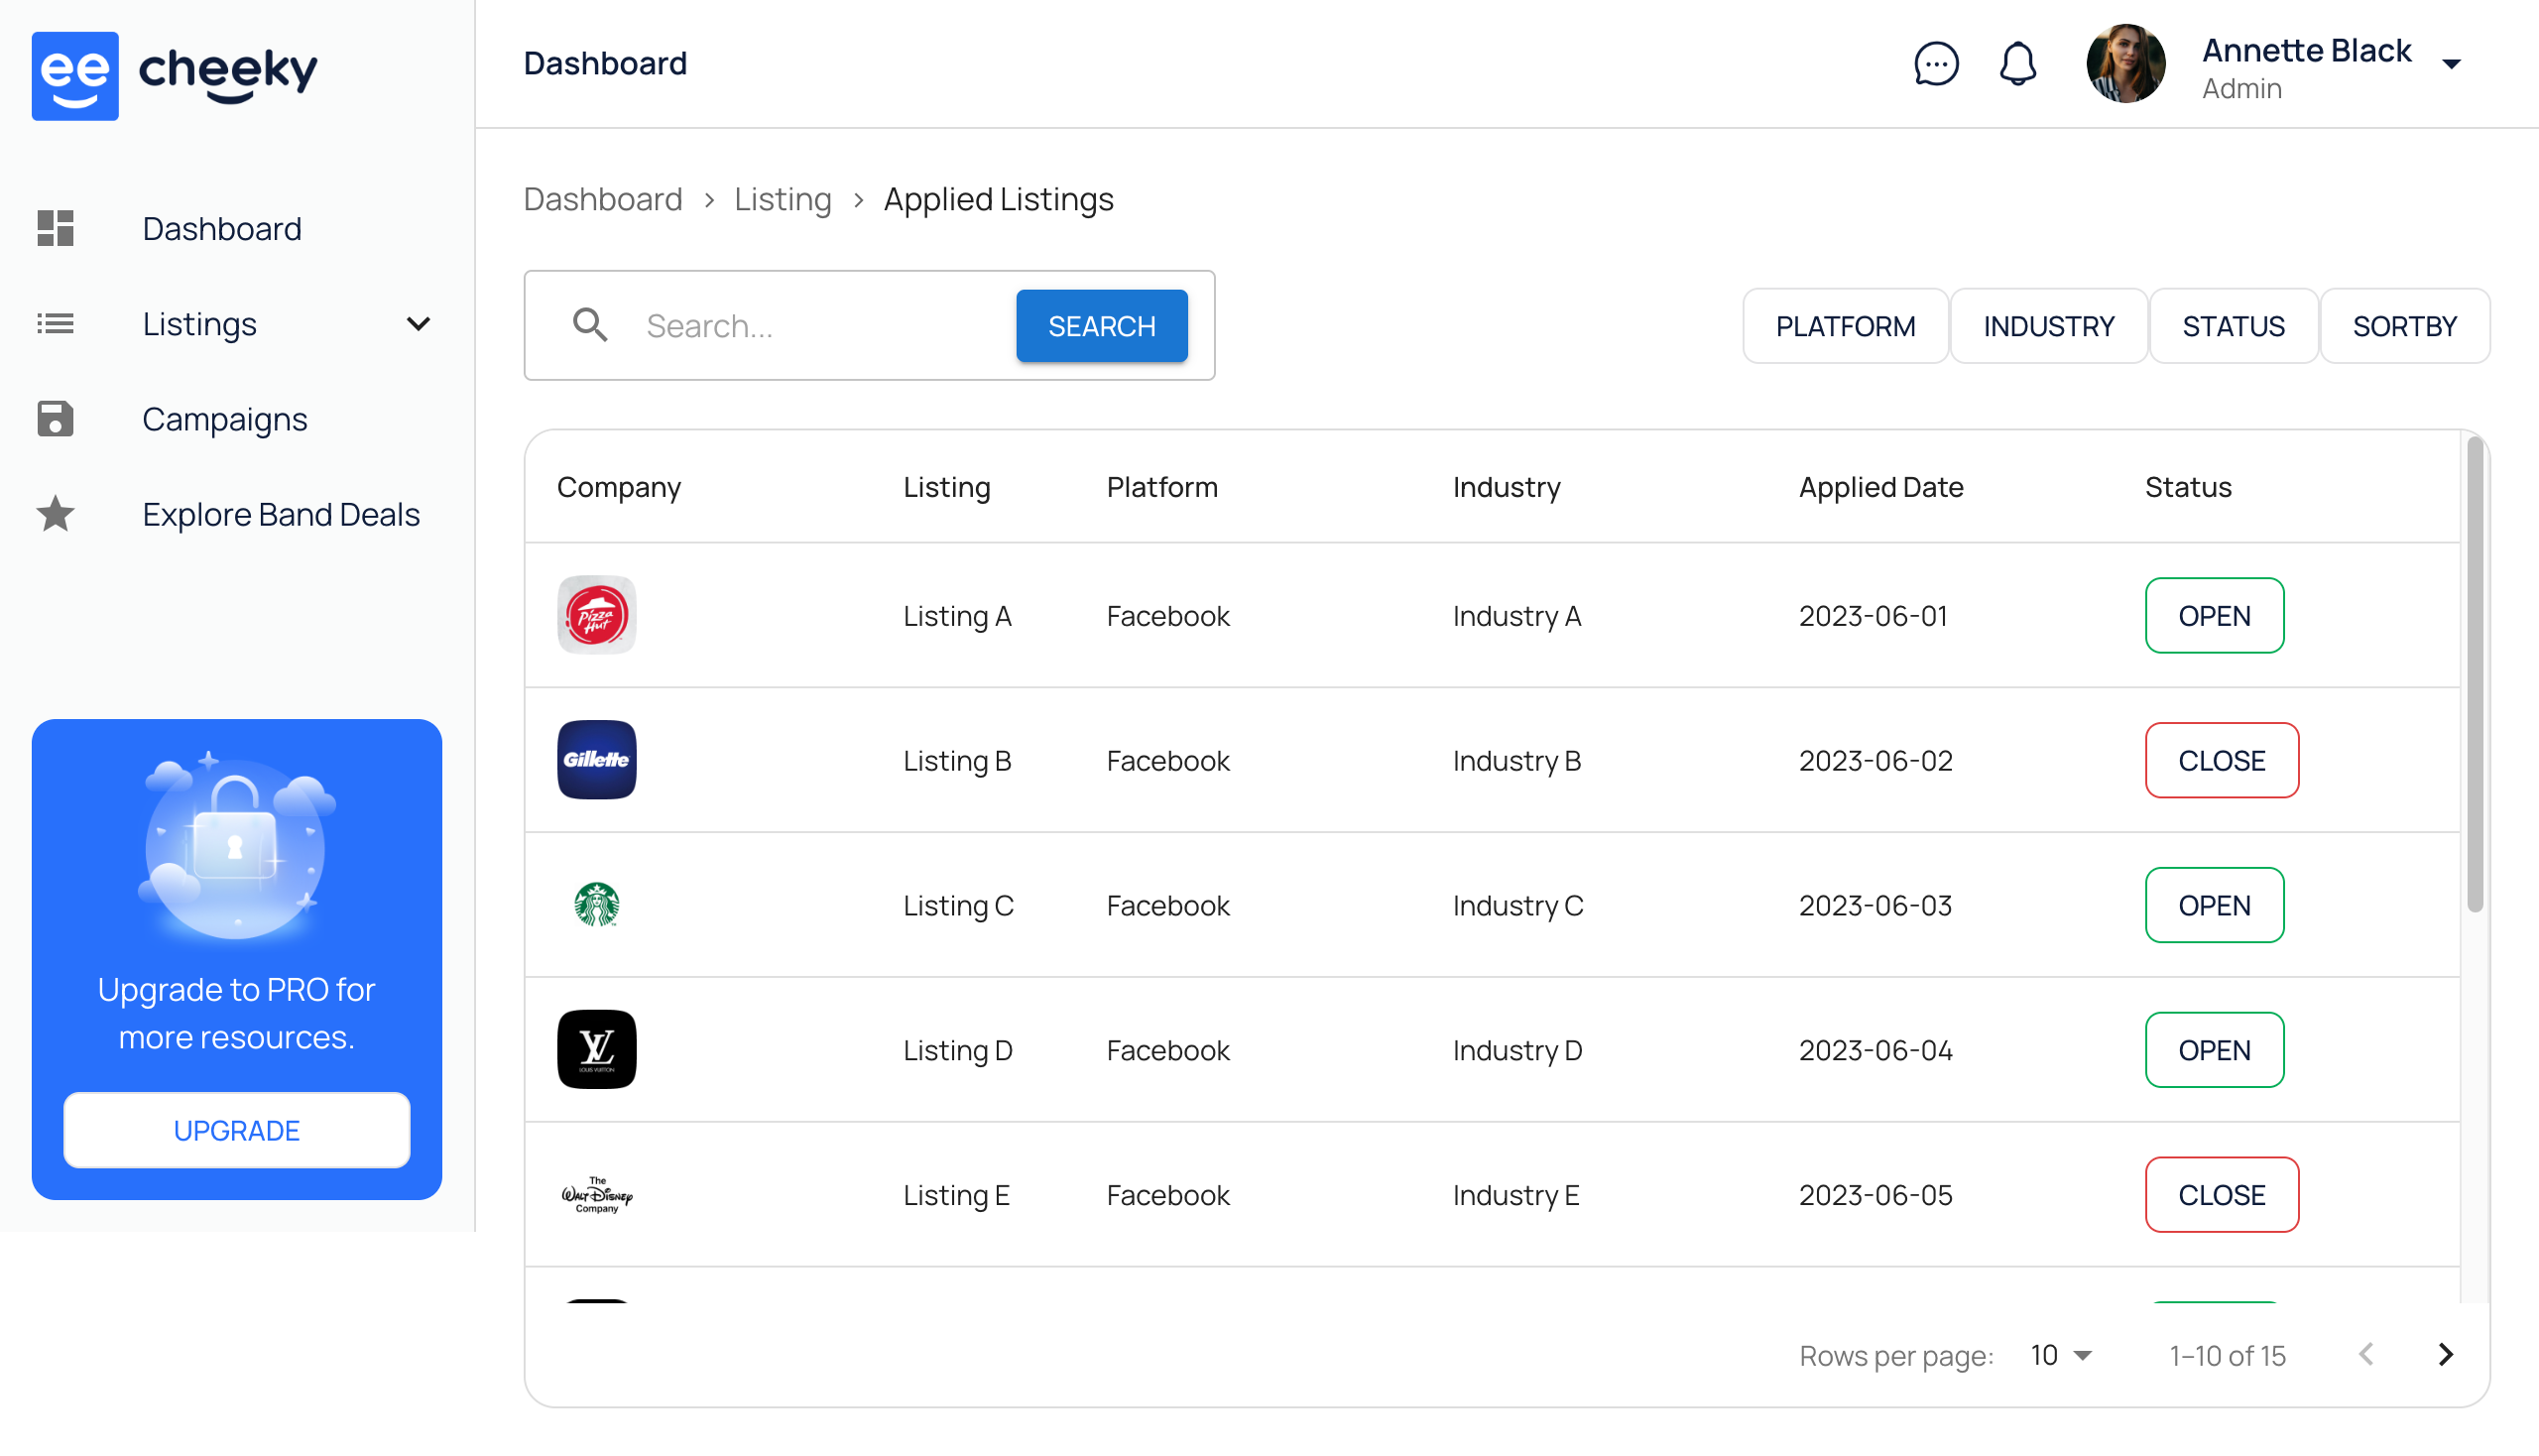 ee cheeky
Dashboard
Annette Black
Admin
Dashboard
Listings
Campaigns
Explore Band Deals
Upgrade to PRO for
more resources.
UPGRADE
Dashboard > Listing > Applied Listings
Search...
SEARCH
PLATFORM INDUSTRY STATUS SORTBY
Company Listing Platform Industry Applied Date Status
Pizza
Hut
Listing A Facebook Industry A 2023-06-01 OPEN
Gillette Listing B Facebook Industry B 2023-06-02 CLOSE
Listing C Facebook Industry C 2023-06-03 OPEN
LV
LOUIS VUITTON
Listing D Facebook Industry D 2023-06-04 OPEN
The
Walt Disney
Company
Listing E Facebook Industry E 2023-06-05 CLOSE
Rows per page: 10 1–10 of 15